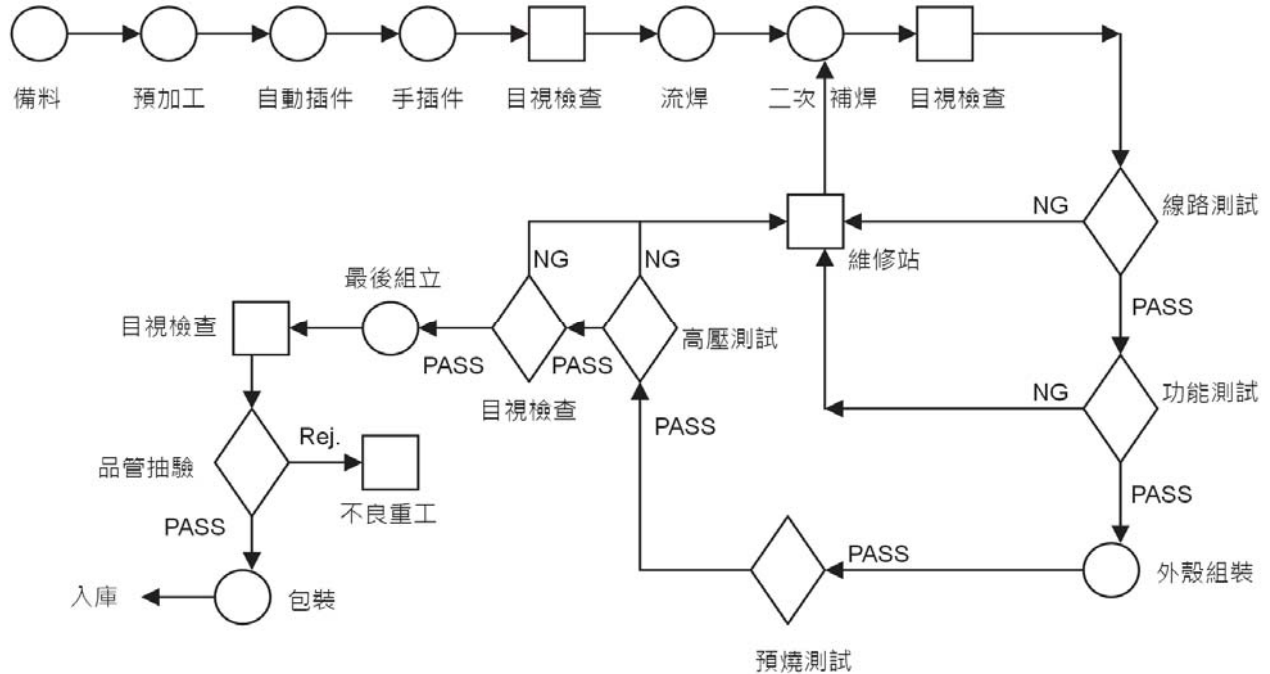 備料
預加工
自動插件
手插件
目視檢查
流焊
二次 補焊
目視檢查
線路測試
NG
維修站
PASS
功能測試
NG
PASS
外殼組裝
PASS
預燒測試
PASS
高壓測試
NG
PASS
目視檢查
NG
PASS
最後組立
目視檢查
品管抽驗
Rej.
不良重工
PASS
包裝
入庫